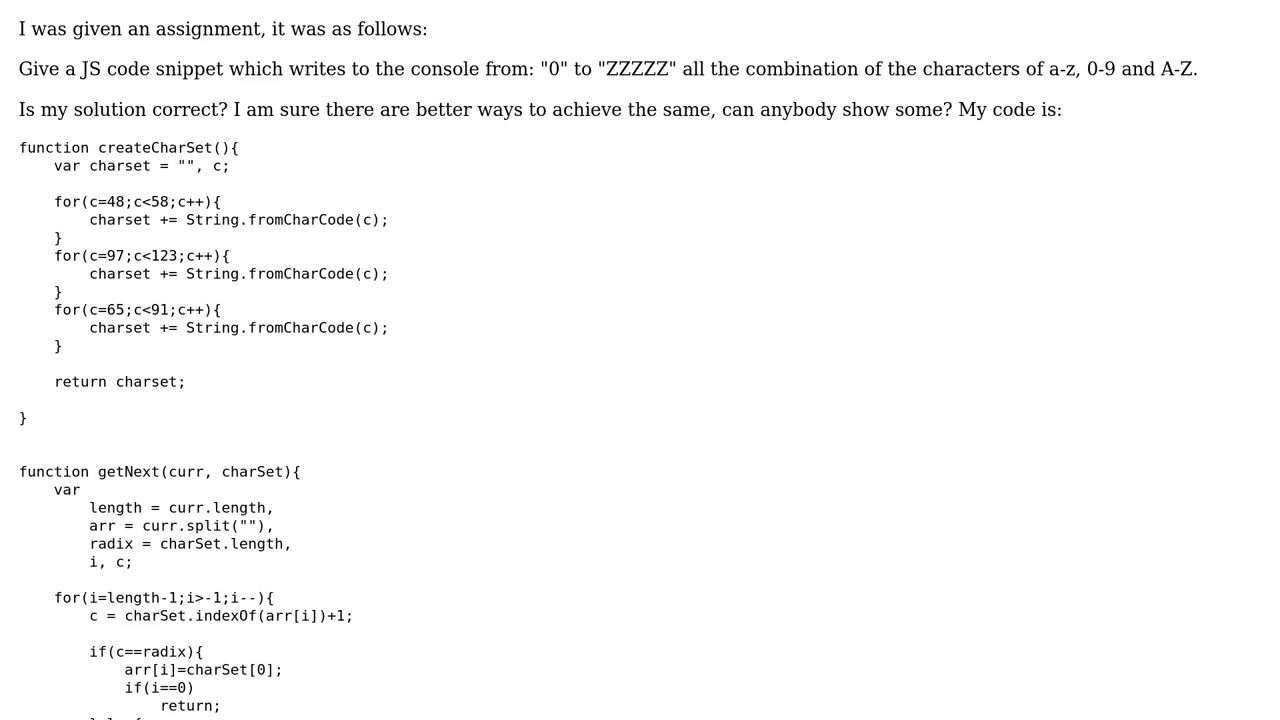 I was given an assignment, it was as follows:
Give a JS code snippet which writes to the console from: "0" to "ZZZZZ" all the combination of the characters of a-z, 0-9 and A-Z.
Is my solution correct? I am sure there are better ways to achieve the same, can anybody show some? My code is:
function createCharSet(){
    var charset = "", c;
    for(c=48;c<58;c++){
        charset += String.fromCharCode(c);
    }
    for(c=97;c<123;c++){
        charset += String.fromCharCode(c);
    }
    for(c=65;c<91;c++){
        charset += String.fromCharCode(c);
    }
    return charset;
}
function getNext(curr, charSet){
    var
        length = curr.length,
        arr = curr.split(""),
        radix = charSet.length,
        i, c;
    for(i=length-1;i>-1;i--){
        c = charSet.indexOf(arr[i])+1;
        if(c==radix){
            arr[i]=charSet[0];
            if(i==0)
                return;